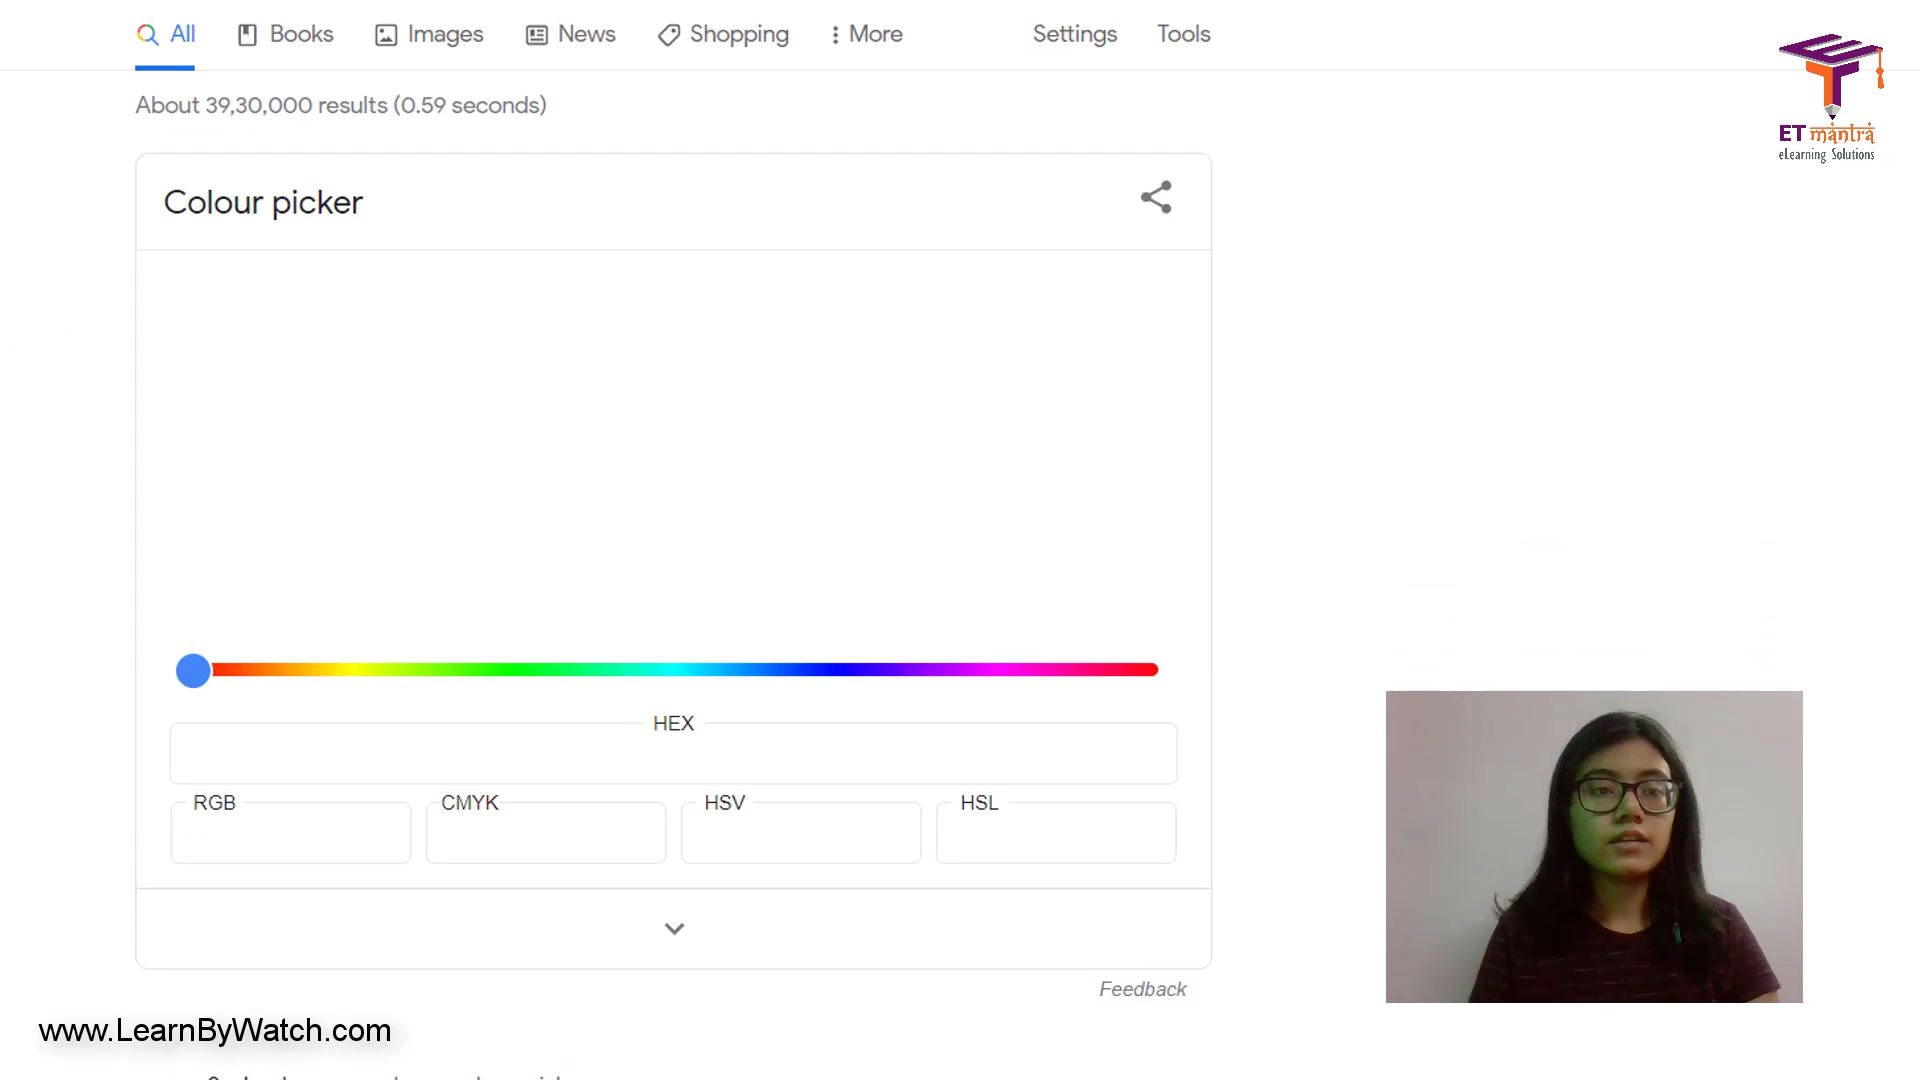 All Books Images News Shopping More Settings Tools
ET mantra
eLearning Solutions
About 39,30,000 results (0.59 seconds)
Colour picker
HEX
RGB CMYK HSV HSL
Feedback
www.LearnByWatch.com